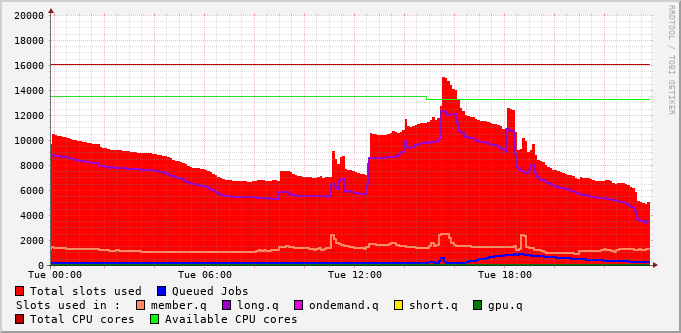 20000
18000
16000
14000
12000
10000
8000
6000
4000
2000
0
Tue 00:00 Tue 06:00 Tue 12:00 Tue 18:00
Total slots used Queued Jobs
Slots used in : member.q long.q ondemand.q short.q gpu.q
Total CPU cores Available CPU cores
RRDTOOL / TOBI OETIKER